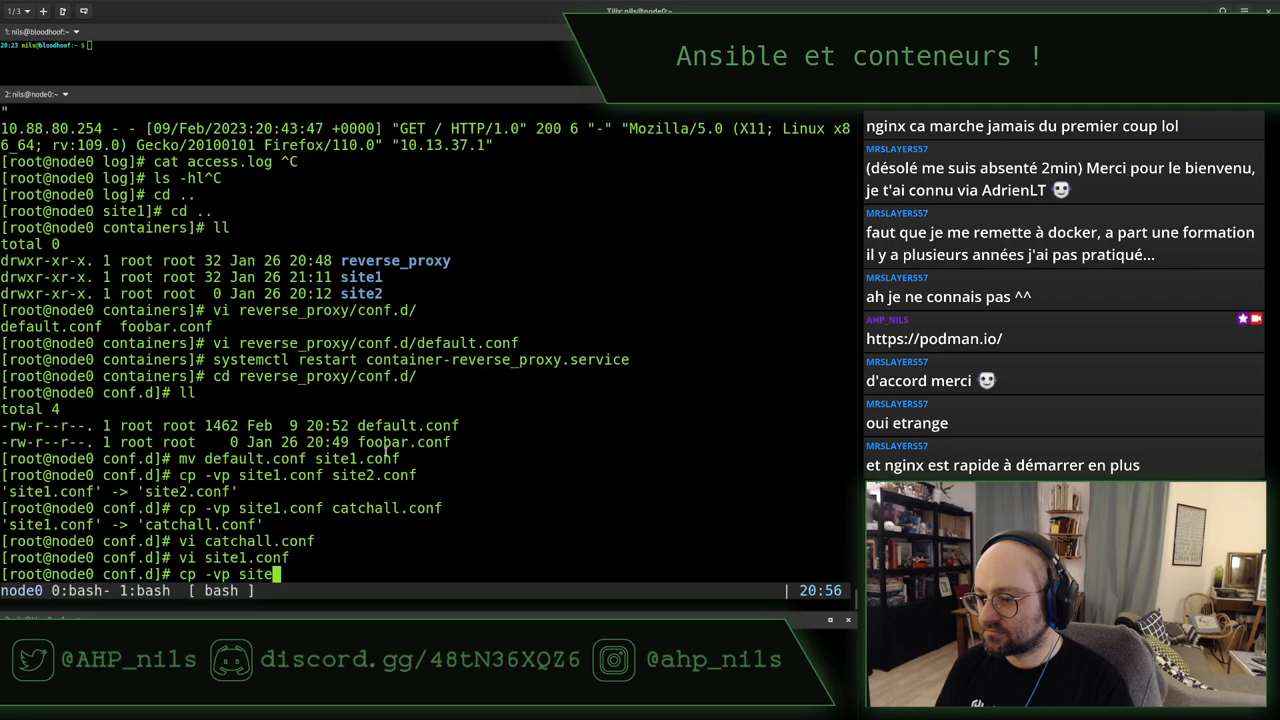 1 / 3
Tilix: nils@node0:~
1: nils@bloodhoof:~
20:23 nils@bloodhoof:~ $
Ansible et conteneurs !
2: nils@node0:~
"
10.88.80.254 - - [09/Feb/2023:20:43:47 +0000] "GET / HTTP/1.0" 200 6 "-" "Mozilla/5.0 (X11; Linux x8
6_64; rv:109.0) Gecko/20100101 Firefox/110.0" "10.13.37.1"
[root@node0 log]# cat access.log ^C
[root@node0 log]# ls -hl^C
[root@node0 log]# cd ..
[root@node0 site1]# cd ..
[root@node0 containers]# ll
total 0
drwxr-xr-x. 1 root root 32 Jan 26 20:48 reverse_proxy
drwxr-xr-x. 1 root root 32 Jan 26 21:11 site1
drwxr-xr-x. 1 root root  0 Jan 26 20:12 site2
[root@node0 containers]# vi reverse_proxy/conf.d/
default.conf  foobar.conf
[root@node0 containers]# vi reverse_proxy/conf.d/default.conf
[root@node0 containers]# systemctl restart container-reverse_proxy.service
[root@node0 containers]# cd reverse_proxy/conf.d/
[root@node0 conf.d]# ll
total 4
-rw-r--r--. 1 root root 1462 Feb  9 20:52 default.conf
-rw-r--r--. 1 root root    0 Jan 26 20:49 foobar.conf
[root@node0 conf.d]# mv default.conf site1.conf
[root@node0 conf.d]# cp -vp site1.conf site2.conf
'site1.conf' -> 'site2.conf'
[root@node0 conf.d]# cp -vp site1.conf catchall.conf
'site1.conf' -> 'catchall.conf'
[root@node0 conf.d]# vi catchall.conf
[root@node0 conf.d]# vi site1.conf
[root@node0 conf.d]# cp -vp site
node0 0:bash- 1:bash  [ bash ]
| 20:56
nginx ca marche jamais du premier coup lol
MRSLAYERS57
(désolé me suis absenté 2min) Merci pour le bienvenu,
je t'ai connu via AdrienLT
MRSLAYERS57
faut que je me remette à docker, a part une formation
il y a plusieurs années j'ai pas pratiqué...
MRSLAYERS57
ah je ne connais pas ^^
AHP_NILS
https://podman.io/
MRSLAYERS57
d'accord merci
MRSLAYERS57
oui etrange
MRSLAYERS57
et nginx est rapide à démarrer en plus
@AHP_nils
discord.gg/48tN36XQZ6
@ahp_nils